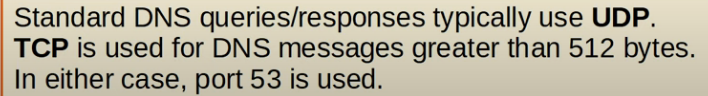 Standard DNS queries/responses typically use UDP.
TCP is used for DNS messages greater than 512 bytes.
In either case, port 53 is used.